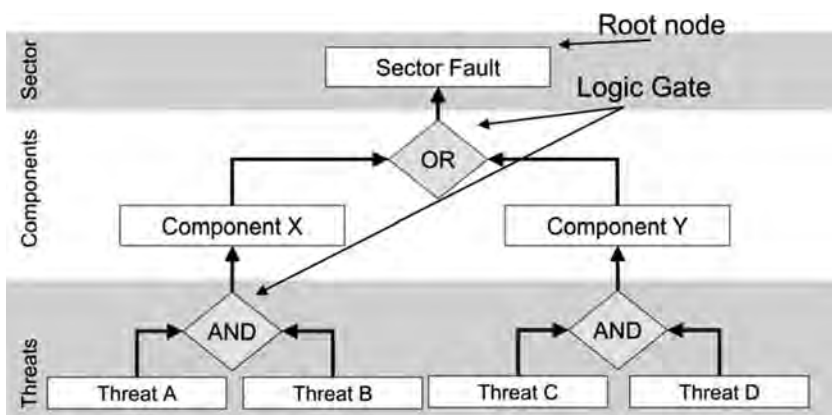 Root node
Sector
Sector Fault
Logic Gate
Components
OR
Component X
Component Y
Threats
AND
AND
Threat A
Threat B
Threat C
Threat D